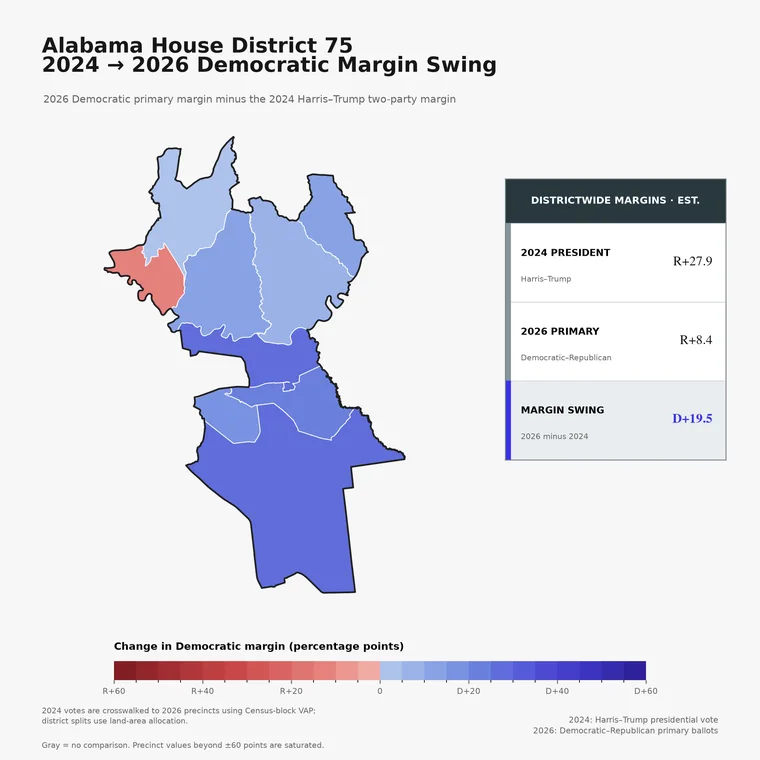 Alabama House District 75
2024 → 2026 Democratic Margin Swing
2026 Democratic primary margin minus the 2024 Harris–Trump two-party margin
DISTRICTWIDE MARGINS · EST.
2024 PRESIDENT
R+27.9
Harris–Trump
2026 PRIMARY
R+8.4
Democratic–Republican
MARGIN SWING
D+19.5
2026 minus 2024
Change in Democratic margin (percentage points)
R+60 R+40 R+20 0 D+20 D+40 D+60
2024 votes are crosswalked to 2026 precincts using Census-block VAP;
district splits use land-area allocation.
Gray = no comparison. Precinct values beyond ±60 points are saturated.
2024: Harris–Trump presidential vote
2026: Democratic–Republican primary ballots